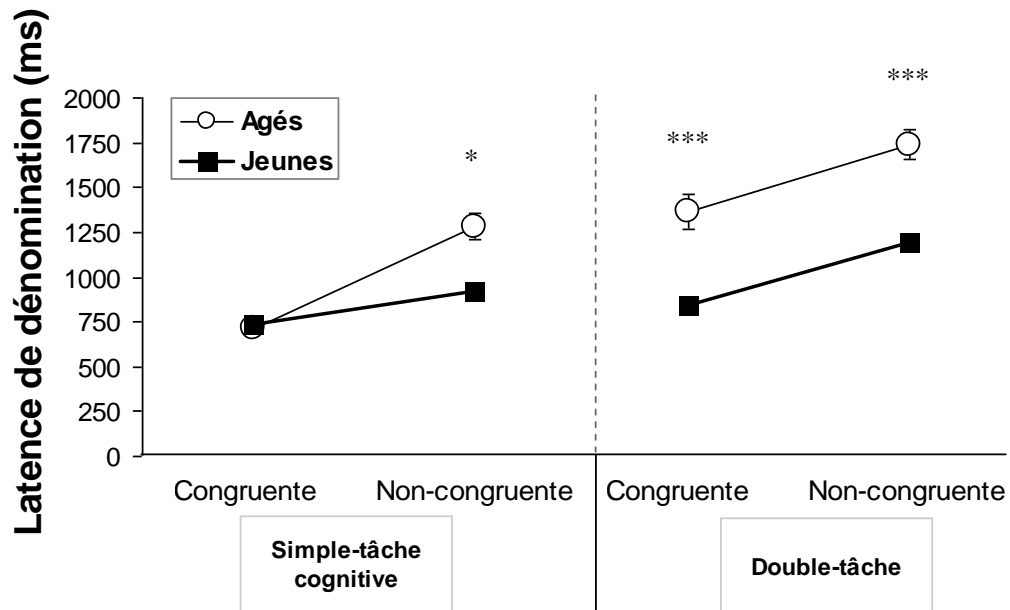 Latence de dénomination (ms)
2000
1750
1500
1250
1000
750
500
250
0
Agés
Jeunes
*
***
***
Congruente
Non-congruente
Congruente
Non-congruente
Simple-tâche
cognitive
Double-tâche